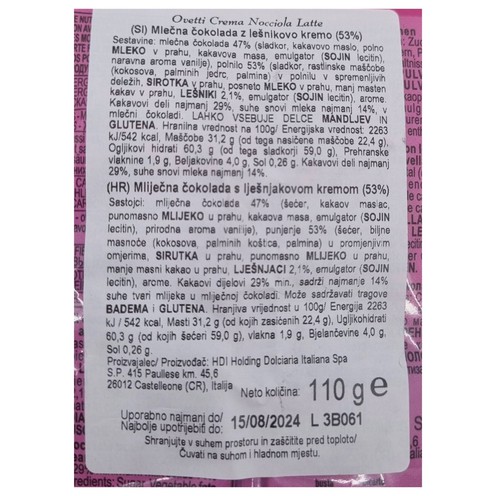 Ovetti Crema Nocciola Latte
(SI) Mlečna čokolada z lešnikovo kremo (53%)
Sestavine: mlečna čokolada 47% (sladkor, kakavovo maslo, polno
MLEKO v prahu, kakavova masa, emulgator (SOJIN lecitin),
naravna aroma vanilije), polnilo 53% (sladkor, rastlinske maščobe
(kokosova, palminih jedrc, palmina) v polnilu v spremenljivih
deležih, SIROTKA v prahu, posneto MLEKO v prahu, manj masten
kakav v prahu, LEŠNIKI 2,1%, emulgator (SOJIN lecitin), arome.
Kakavovi deli najmanj 29%, suhe snovi mleka najmanj 14%, v
mlečni čokoladi. LAHKO VSEBUJE DELCE MANDLJEV IN
GLUTENA. Hranilna vrednost na 100g/ Energijska vrednost: 2263
kJ/542 kcal, Maščobe 31,2 g (od tega nasičene maščobe 22,4 g),
Ogljikovi hidrati 60,3 g (od tega sladkorji 59,0 g), Prehranske
vlaknine 1,9 g, Beljakovine 4,0 g, Sol 0,26 g. Kakavovi deli najmanj
29%, suhe snovi mleka najmanj 14%.
(HR) Mliječna čokolada s lješnjakovom kremom (53%)
Sastojci: mliječna čokolada 47% (šećer, kakaov maslac,
punomasno MLIJEKO u prahu, kakaova masa, emulgator (SOJIN
lecitin), prirodna aroma vanilije), punjenje 53% (šećer, biljne
masnoće (kokosova, palminih koštica, palmina) u promjenjivim
omjerima, SIRUTKA u prahu, punomasno MLIJEKO u prahu,
manje masni kakao u prahu, LJEŠNJACI 2,1%, emulgator (SOJIN
lecitin), arome. Kakaovi dijelovi 29% min., sadrži najmanje 14%
suhe tvari mlijeka u mliječnoj čokoladi. Može sadržavati tragove
BADEMA I GLUTENA. Hranjiva vrijednost u 100g/ Energija 2263
kJ / 542 kcal, Masti 31,2 g (od kojih zasićenih 22,4 g), Ugljikohidrati
60,3 g (od kojih šećeri 59,0 g), vlakna 1,9 g, Bjelančevine 4,0 g,
Sol 0,26 g.
Proizvajalec/ Proizvođač: HDI Holding Dolciaria Italiana Spa
S.P. 415 Paullese km. 45,6
26012 Castelleone (CR), Italija
Neto količina: 110 g e
Uporabno najmanj do/
Najbolje upotrijebiti do: 15/08/2024 L 3B061
Shranjujte v suhem prostoru in zaščitite pred toploto/
Čuvati na suhom i hladnom mjestu.